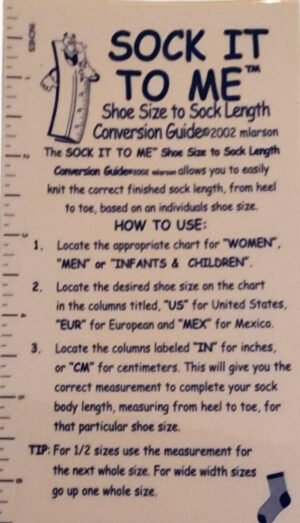 INCHES
1
2
3
4
5
6
SOCK IT
TO ME™
Shoe Size to Sock Length
Conversion Guide©2002 mlarson
The SOCK IT TO ME™ Shoe Size to Sock Length
Conversion Guide©2002 mlarson allows you to easily
knit the correct finished sock length, from heel
to toe, based on an individuals shoe size.
HOW TO USE:
1. Locate the appropriate chart for "WOMEN",
"MEN" or "INFANTS & CHILDREN".
2. Locate the desired shoe size on the chart
in the columns titled, "US" for United States,
"EUR" for European and "MEX" for Mexico.
3. Locate the columns labeled "IN" for inches,
or "CM" for centimeters. This will give you the
correct measurement to complete your sock
body length, measuring from heel to toe, for
that particular shoe size.
TIP: For 1/2 sizes use the measurement for
the next whole size. For wide width sizes
go up one whole size.